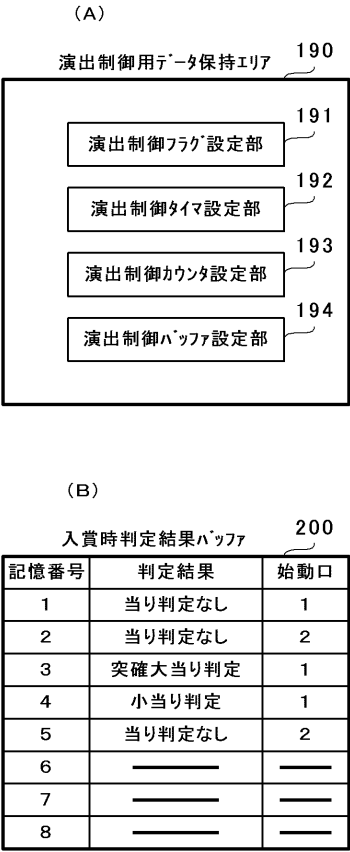 （A）
演出制御用ﾃﾞｰﾀ保持ｴﾘｱ 190
191
演出制御ﾌﾗｸﾞ設定部
192
演出制御ﾀｲﾏ設定部
193
演出制御ｶｳﾝﾀ設定部
194
演出制御ﾊﾞｯﾌｧ設定部
（B）
入賞時判定結果ﾊﾞｯﾌｧ 200
記憶番号 判定結果 始動口
1 当り判定なし 1
2 当り判定なし 2
3 突確大当り判定 1
4 小当り判定 1
5 当り判定なし 2
6 ―― ――
7 ―― ――
8 ―― ――